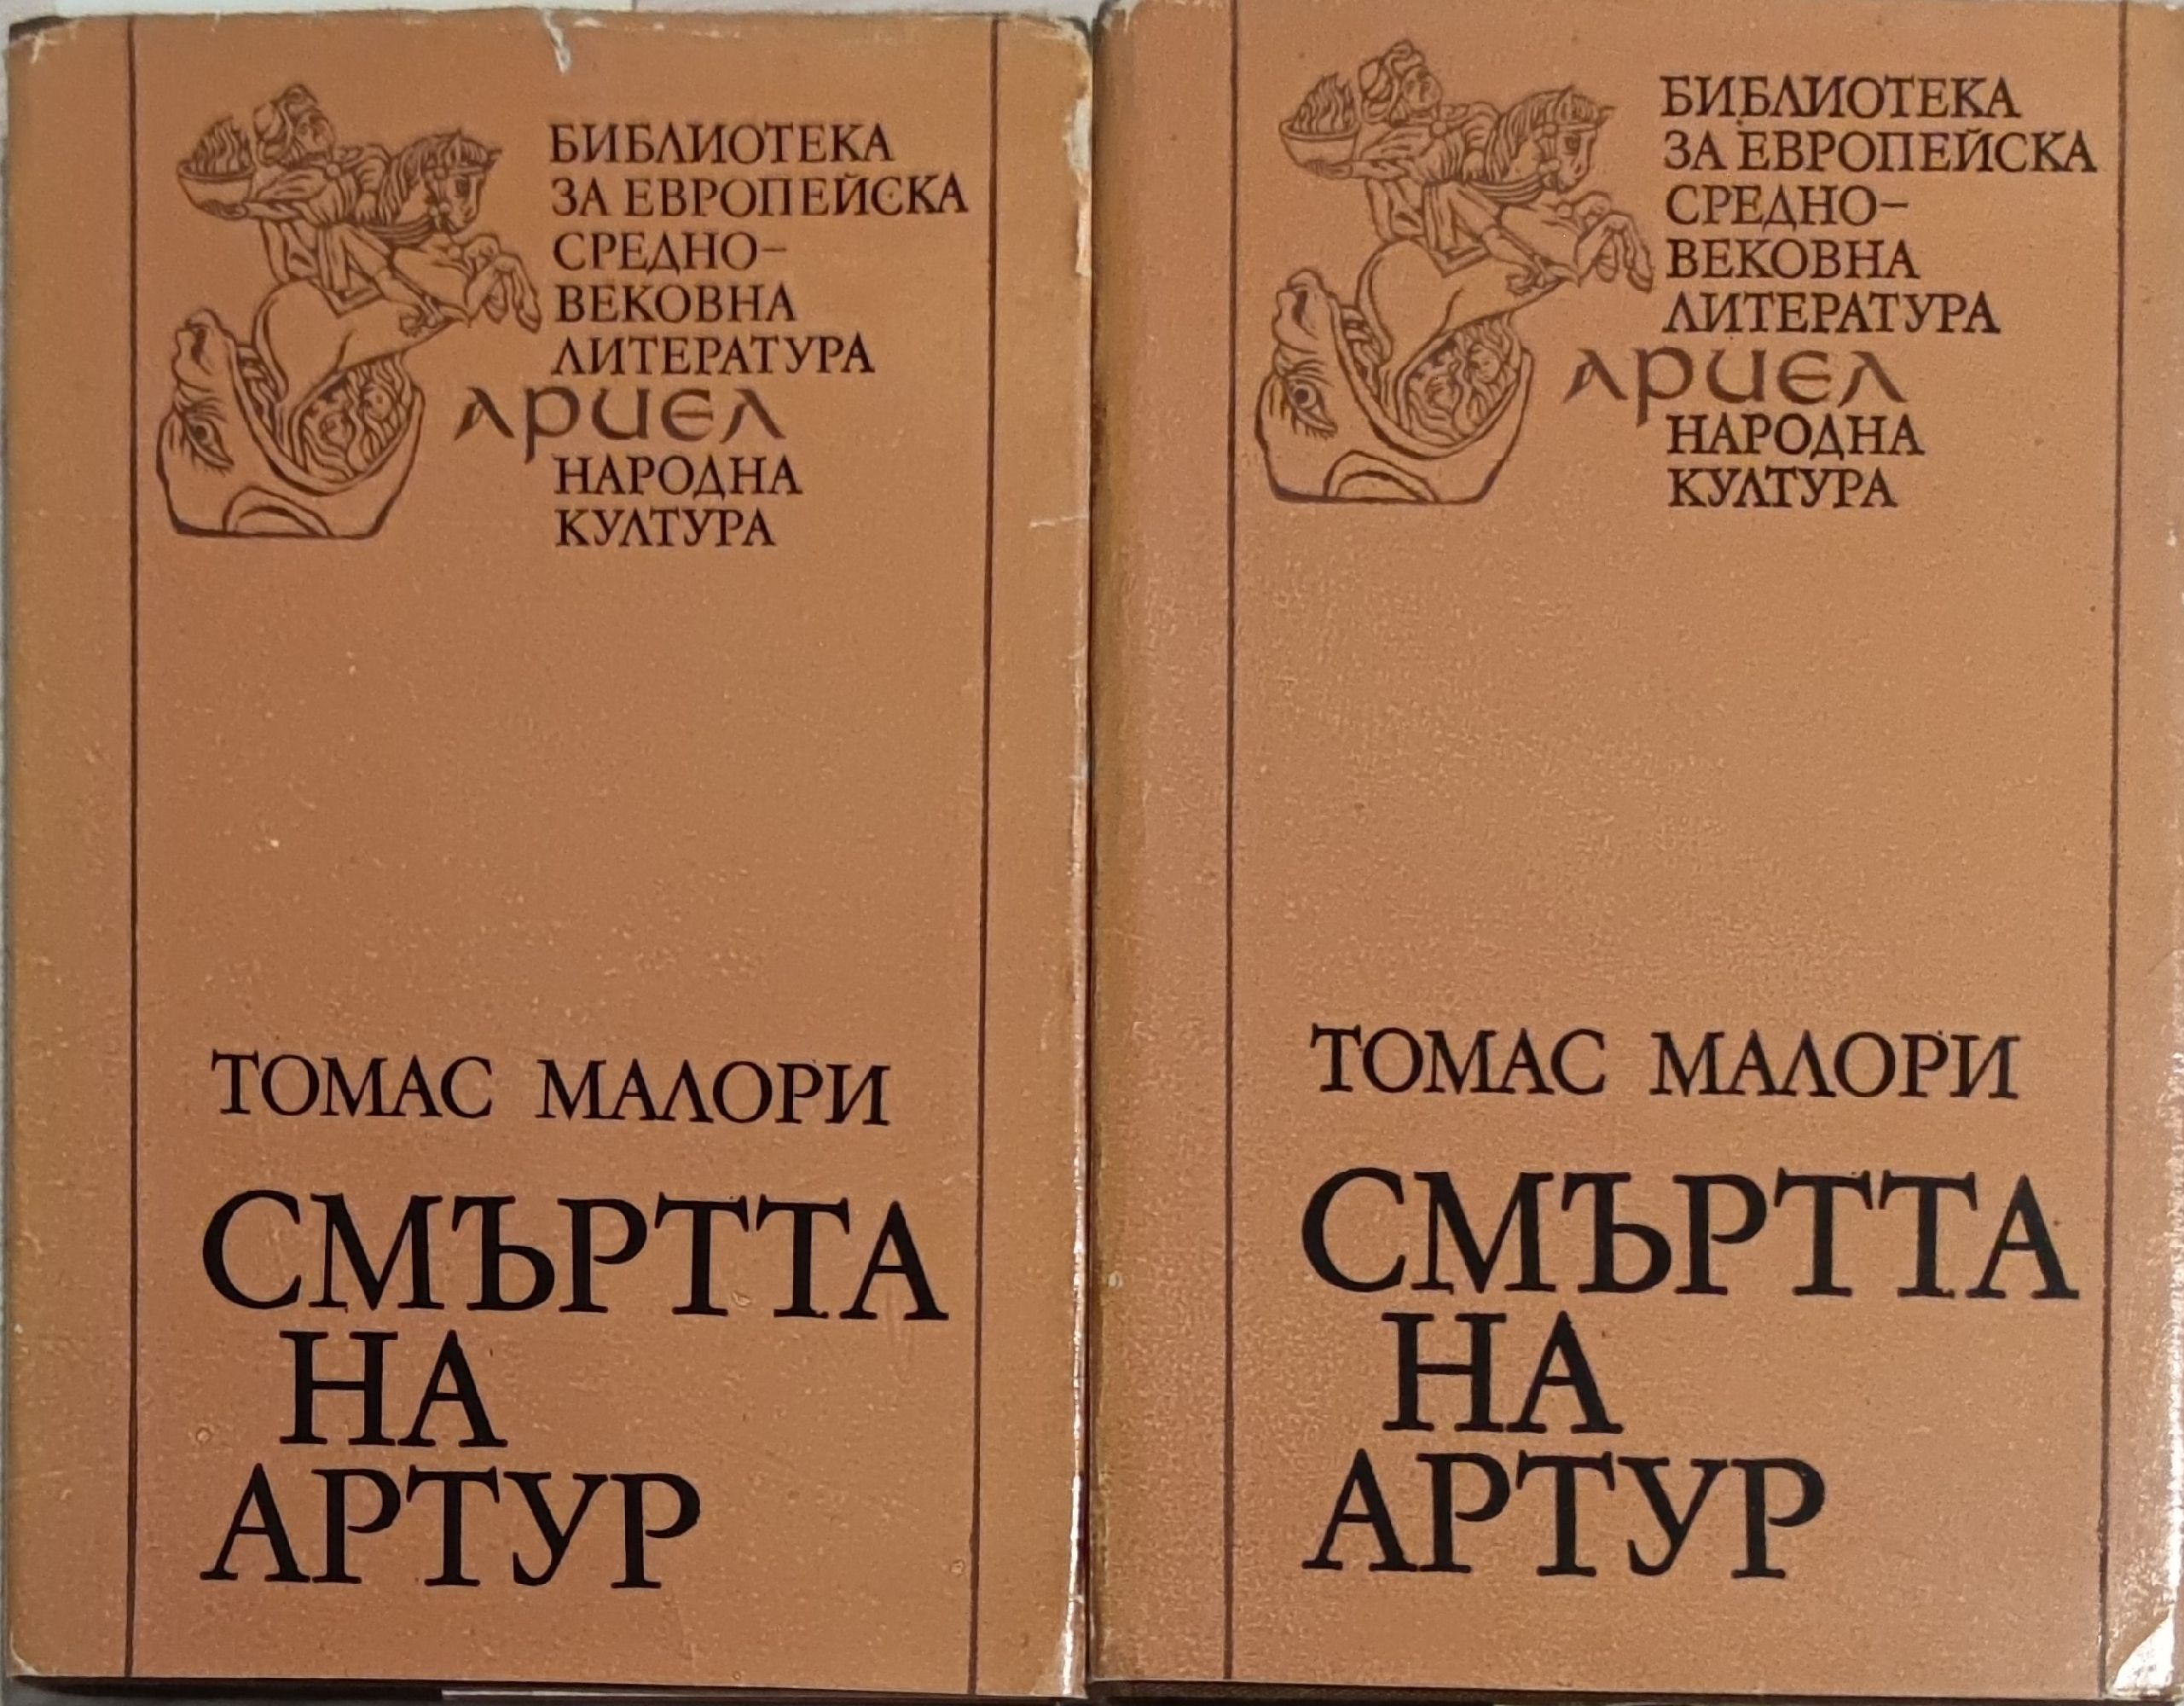 БИБЛИОТЕКА
ЗА ЕВРОПЕЙСКА
СРЕДНО-
ВЕКОВНА
ЛИТЕРАТУРА
АРИЕЛ
НАРОДНА
КУЛТУРА
ТОМАС МАЛОРИ
СМЪРТТА
НА
АРТУР
БИБЛИОТЕКА
ЗА ЕВРОПЕЙСКА
СРЕДНО-
ВЕКОВНА
ЛИТЕРАТУРА
АРИЕЛ
НАРОДНА
КУЛТУРА
ТОМАС МАЛОРИ
СМЪРТТА
НА
АРТУР